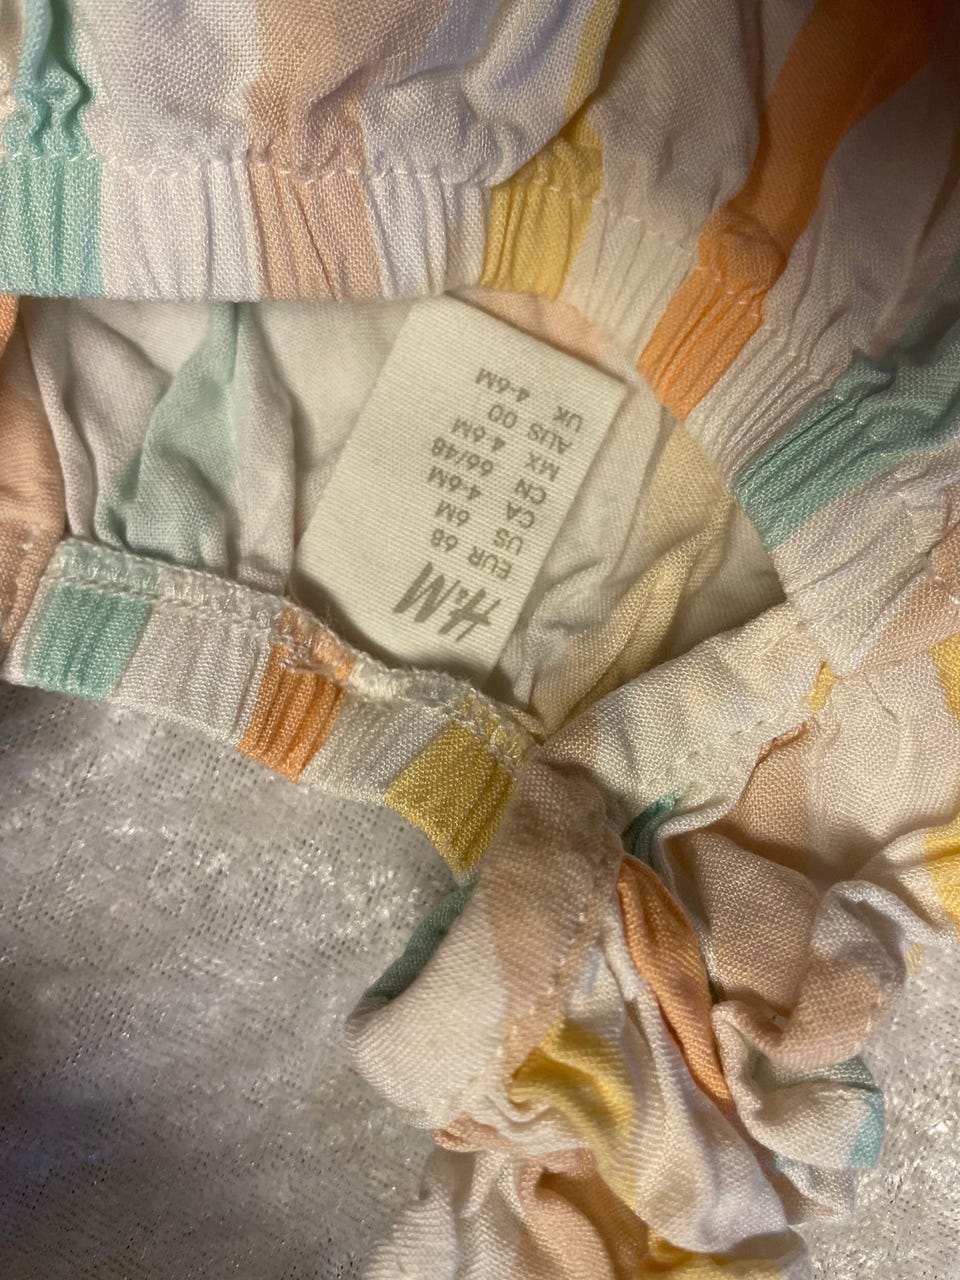 H&M
EUR 68
US 6M
CA 4-6M
CN 66/48
MX 4-6M
AUS 00
UK 4-6M